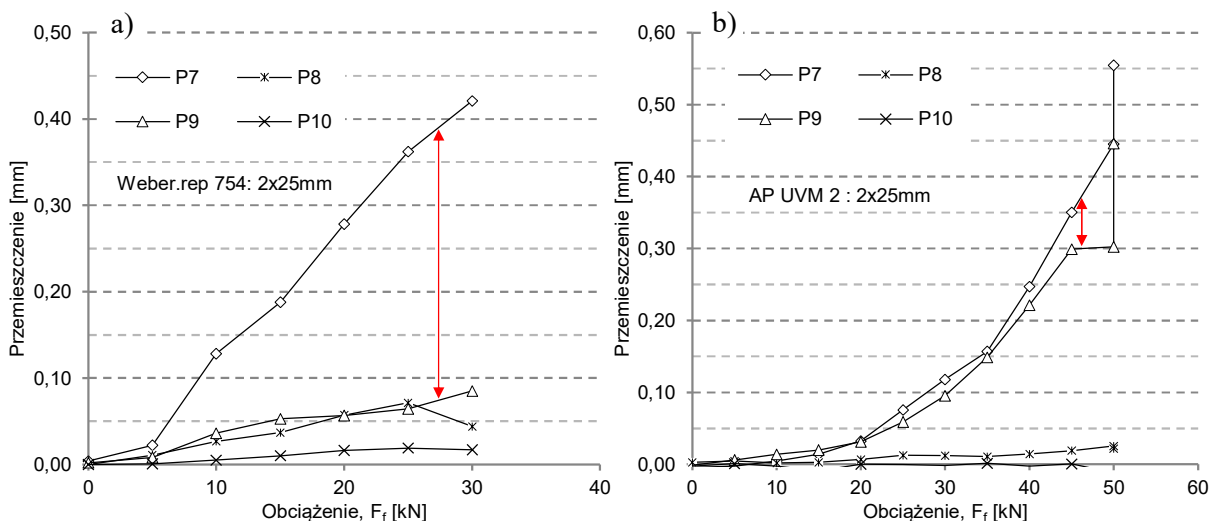 a)
0,50
0,40
0,30
0,20
0,10
0,00
Przemieszczenie [mm]
P7
P8
P9
P10
Weber.rep 754: 2x25mm
0
10
20
30
40
Obciążenie, Ff [kN]
b)
0,60
0,50
0,40
0,30
0,20
0,10
0,00
Przemieszczenie [mm]
P7
P8
P9
P10
AP UVM 2 : 2x25mm
0
10
20
30
40
50
60
Obciążenie, Ff [kN]